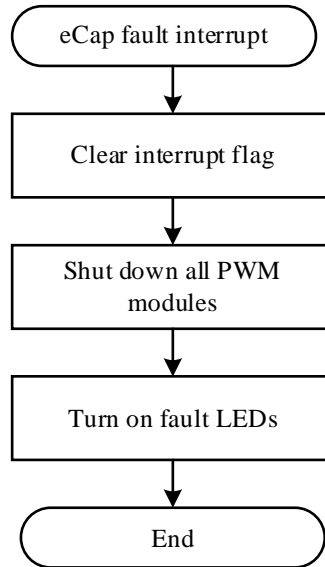 eCap fault interrupt
Clear interrupt flag
Shut down all PWM
modules
Turn on fault LEDs
End